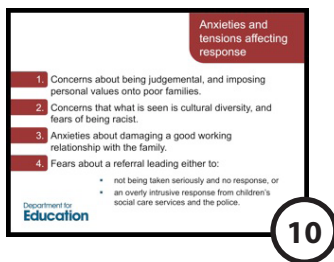 Anxieties and
tensions affecting
response
1. Concerns about being judgemental, and imposing
personal values onto poor families.
2. Concerns that what is seen is cultural diversity, and
fears of being racist.
3. Anxieties about damaging a good working
relationship with the family.
4. Fears about a referral leading either to:
• not being taken seriously and no response, or
• an overly intrusive response from children's
social care services and the police.
Department for
Education
10